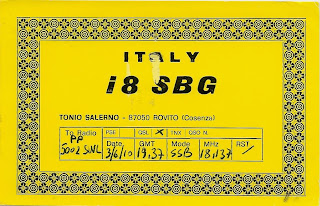 ITALY
i8 SBG
TONIO SALERNO - 87050 ROVITO (Cosenza)
To Radio PSE QSL X TNX QSO N.
PP Date GMT Mode MHz RST
5002 SWL 3/6/10 19,37 SSB 18,137 /